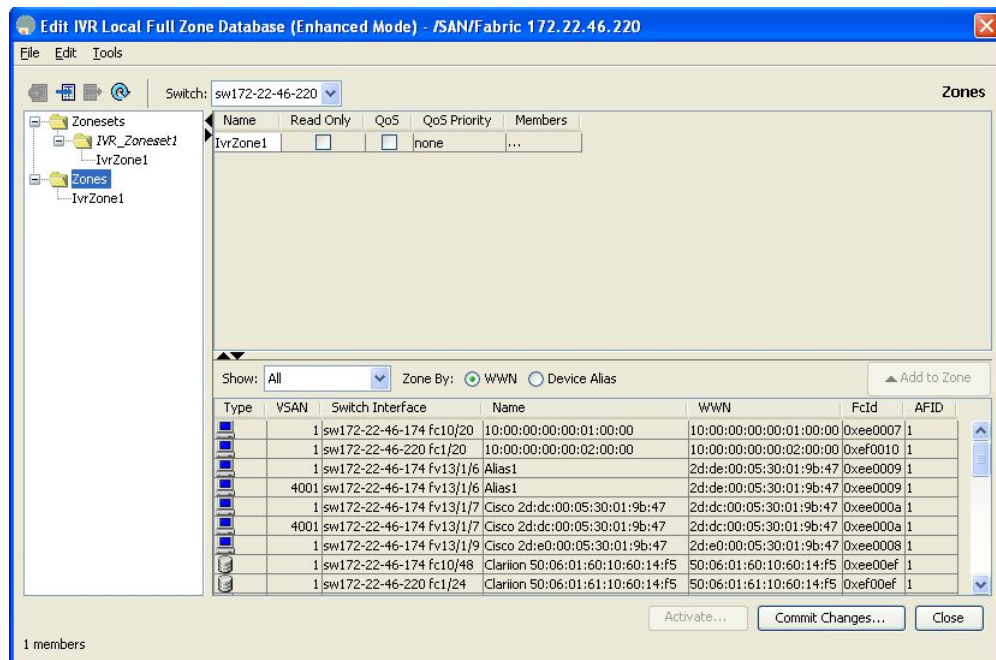 Edit IVR Local Full Zone Database (Enhanced Mode) - /SAN/Fabric 172.22.46.220
File Edit Tools
Switch: sw172-22-46-220
Zones
Zonesets
IVR_Zoneset1
IvrZone1
Zones
IvrZone1
Name Read Only QoS QoS Priority Members
IvrZone1 none ...
Show: All Zone By: WWN Device Alias Add to Zone
Type VSAN Switch Interface Name WWN FcId AFID
1 sw172-22-46-174 fc10/20 10:00:00:00:00:01:00:00 10:00:00:00:00:01:00:00 0xee0007 1
1 sw172-22-46-220 fc1/20 10:00:00:00:00:02:00:00 10:00:00:00:00:02:00:00 0xef0010 1
1 sw172-22-46-174 fv13/1/6 Alias1 2d:de:00:05:30:01:9b:47 0xee0009 1
4001 sw172-22-46-174 fv13/1/6 Alias1 2d:de:00:05:30:01:9b:47 0xee0009 1
1 sw172-22-46-174 fv13/1/7 Cisco 2d:dc:00:05:30:01:9b:47 2d:dc:00:05:30:01:9b:47 0xee000a 1
4001 sw172-22-46-174 fv13/1/7 Cisco 2d:dc:00:05:30:01:9b:47 2d:dc:00:05:30:01:9b:47 0xee000a 1
1 sw172-22-46-174 fv13/1/9 Cisco 2d:e0:00:05:30:01:9b:47 2d:e0:00:05:30:01:9b:47 0xee0008 1
1 sw172-22-46-174 fc10/48 Clariion 50:06:01:60:10:60:14:f5 50:06:01:60:10:60:14:f5 0xee00ef 1
1 sw172-22-46-220 fc1/24 Clariion 50:06:01:61:10:60:14:f5 50:06:01:61:10:60:14:f5 0xef00ef 1
Activate... Commit Changes... Close
1 members